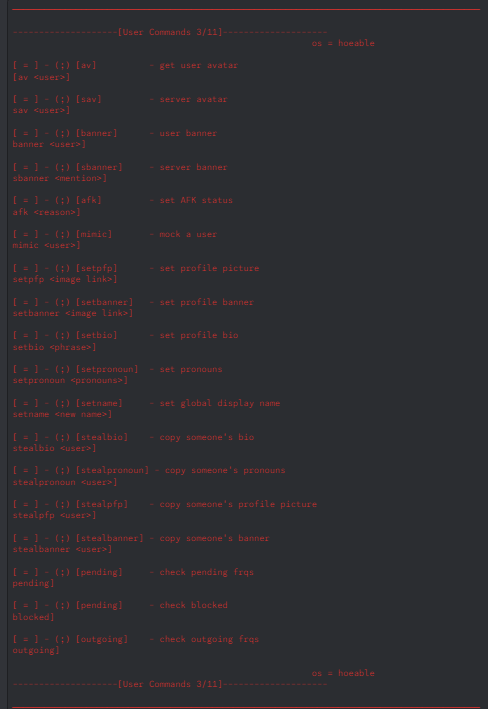 --------------------[User Commands 3/11]--------------------
os = hoeable
[ = ] - (;) [av] - get user avatar
[av <user>]
[ = ] - (;) [sav] - server avatar
sav <user>]
[ = ] - (;) [banner] - user banner
banner <user>]
[ = ] - (;) [sbanner] - server banner
sbanner <mention>]
[ = ] - (;) [afk] - set AFK status
afk <reason>]
[ = ] - (;) [mimic] - mock a user
mimic <user>]
[ = ] - (;) [setpfp] - set profile picture
setpfp <image link>]
[ = ] - (;) [setbanner] - set profile banner
setbanner <image link>]
[ = ] - (;) [setbio] - set profile bio
setbio <phrase>]
[ = ] - (;) [setpronoun] - set pronouns
setpronoun <pronouns>]
[ = ] - (;) [setname] - set global display name
setname <new name>]
[ = ] - (;) [stealbio] - copy someone's bio
stealbio <user>]
[ = ] - (;) [stealpronoun] - copy someone's pronouns
stealpronoun <user>]
[ = ] - (;) [stealpfp] - copy someone's profile picture
stealpfp <user>]
[ = ] - (;) [stealbanner] - copy someone's banner
stealbanner <user>]
[ = ] - (;) [pending] - check pending frqs
pending]
[ = ] - (;) [pending] - check blocked
blocked]
[ = ] - (;) [outgoing] - check outgoing frqs
outgoing]
os = hoeable
--------------------[User Commands 3/11]--------------------